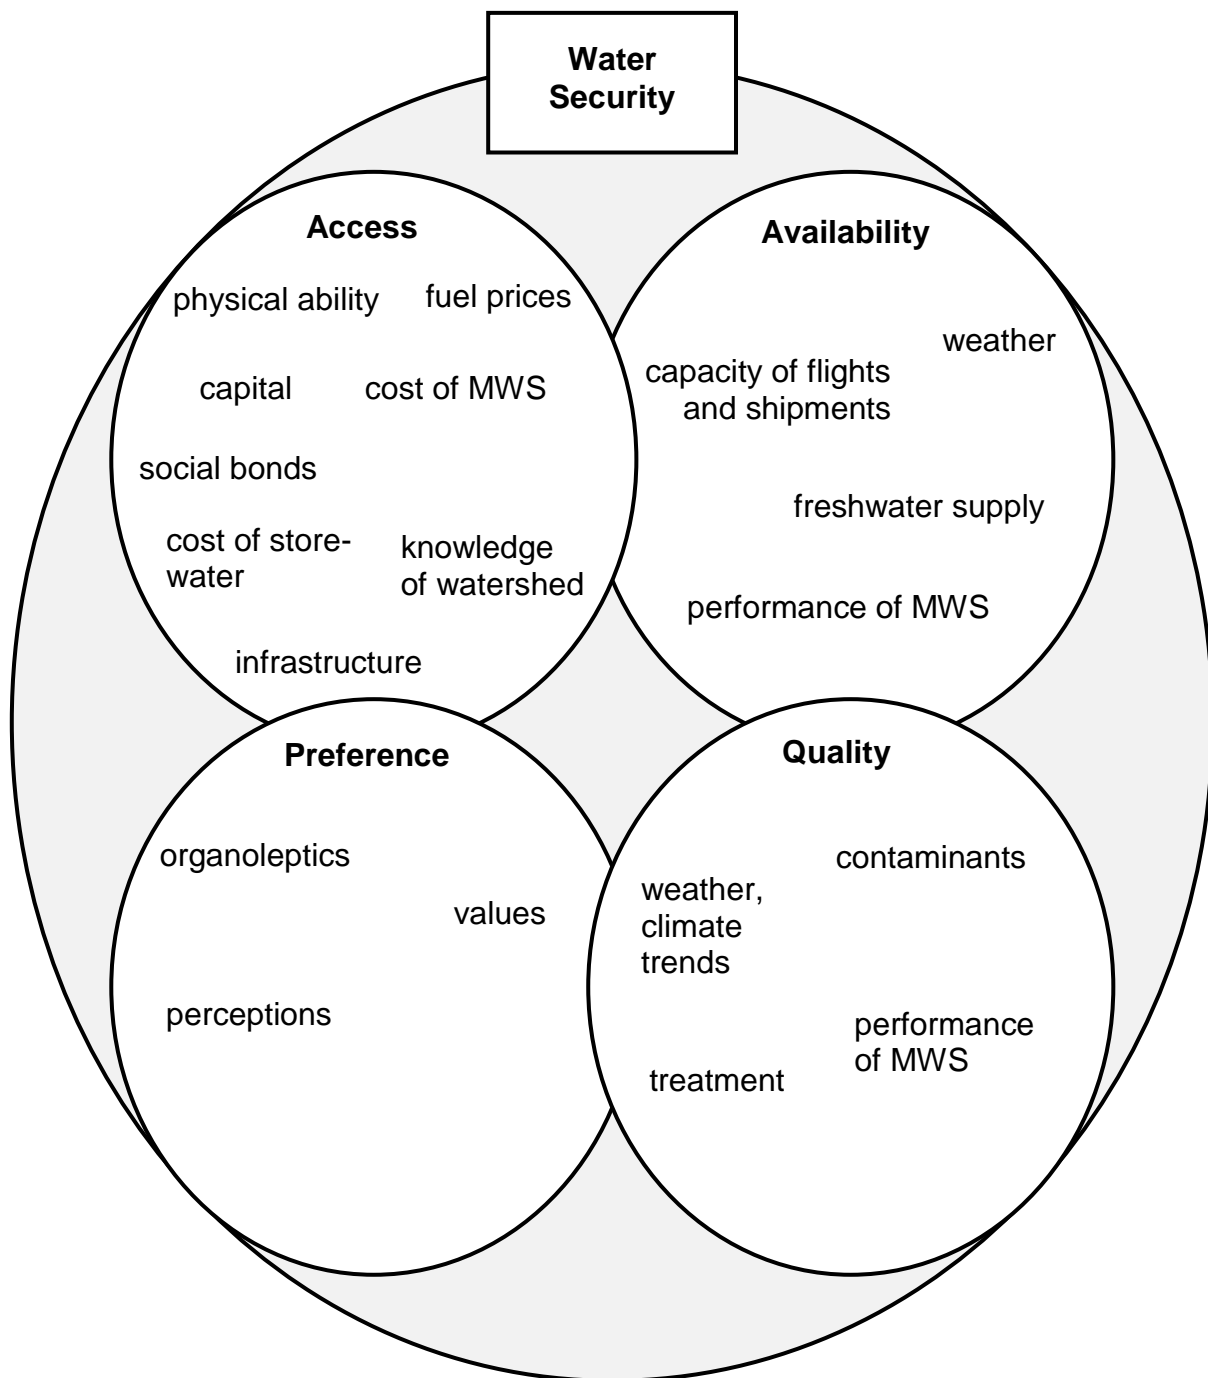 Water
Security
Access
physical ability
fuel prices
capital
cost of MWS
social bonds
cost of store-
water
knowledge
of watershed
infrastructure
Availability
weather
capacity of flights
and shipments
freshwater supply
performance of MWS
Preference
organoleptics
values
perceptions
Quality
contaminants
weather,
climate
trends
performance
of MWS
treatment